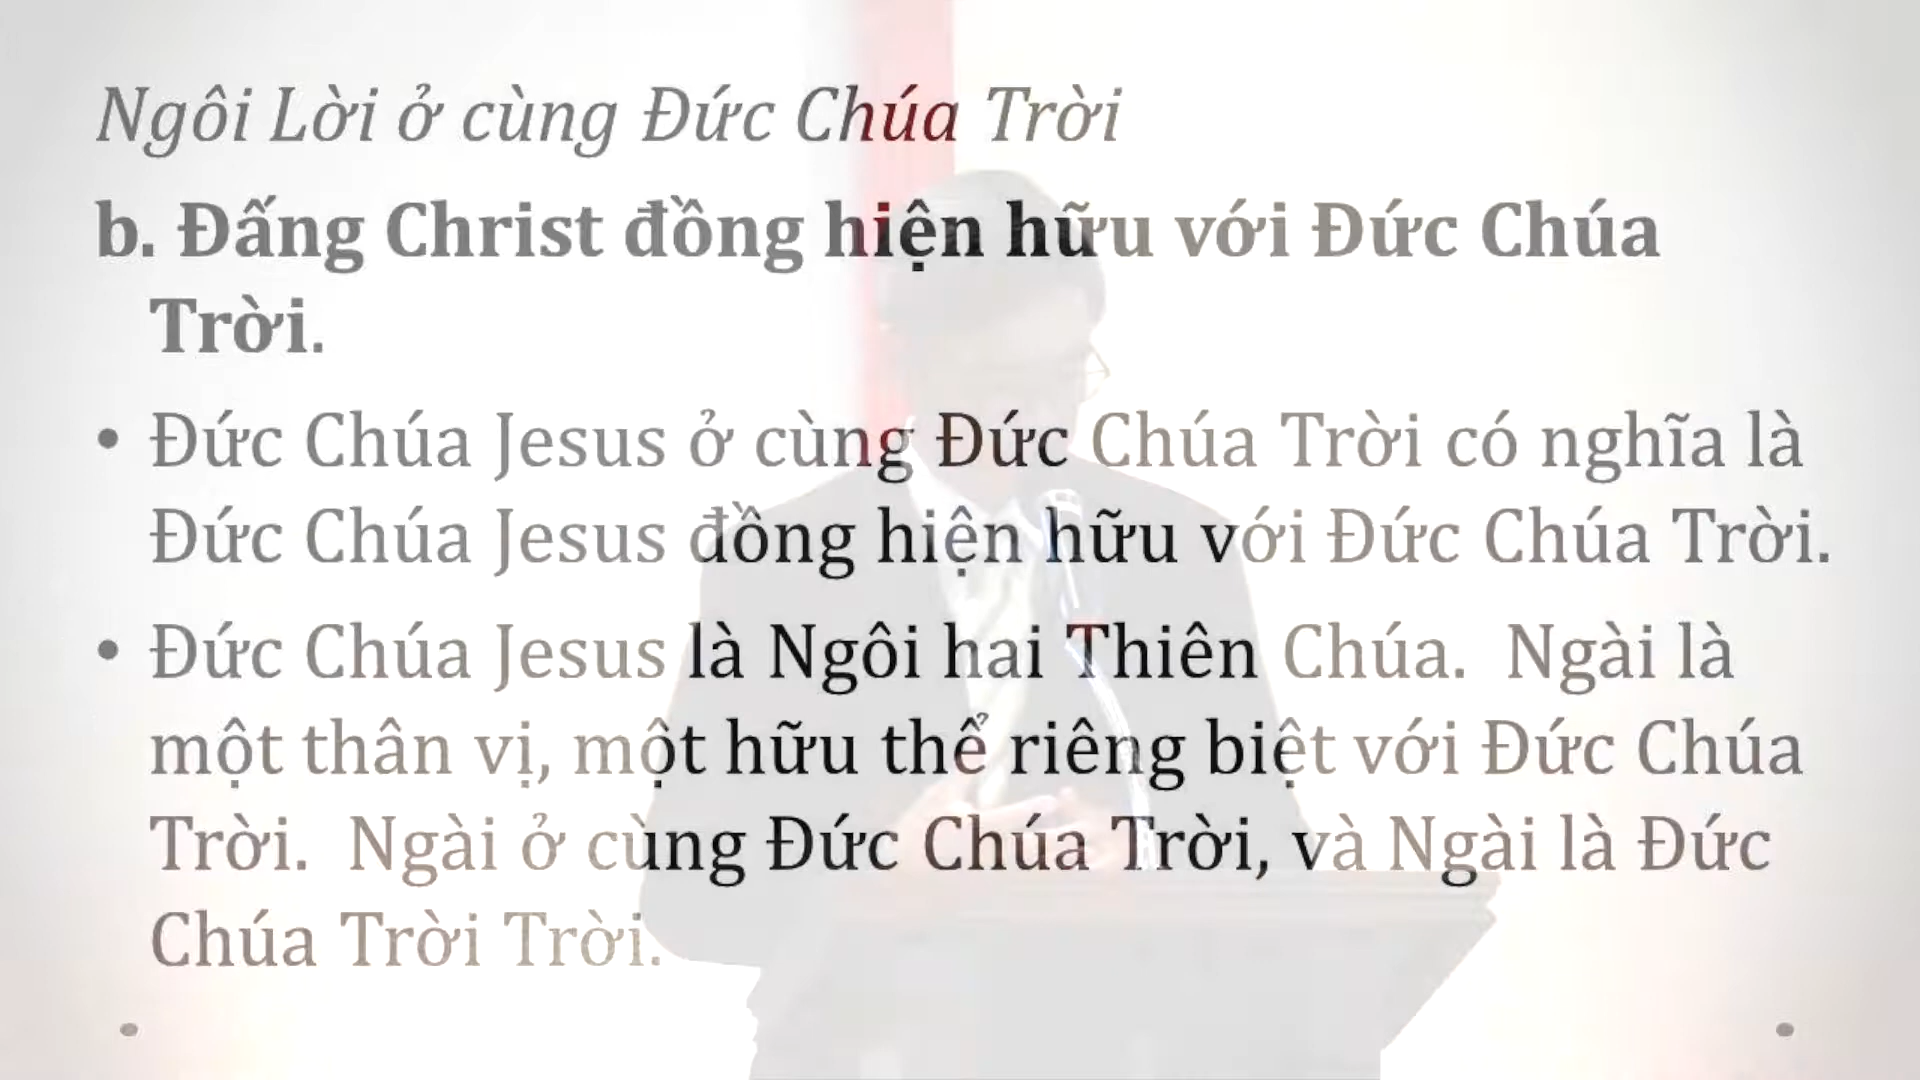 Ngôi Lời ở cùng Đức Chúa Trời
b. Đấng Christ đồng hiện hữu với Đức Chúa
Trời.
• Đức Chúa Jesus ở cùng Đức Chúa Trời có nghĩa là
Đức Chúa Jesus đồng hiện hữu với Đức Chúa Trời.
• Đức Chúa Jesus là Ngôi hai Thiên Chúa.  Ngài là
một thân vị, một hữu thể riêng biệt với Đức Chúa
Trời.  Ngài ở cùng Đức Chúa Trời, và Ngài là Đức
Chúa Trời Trời.